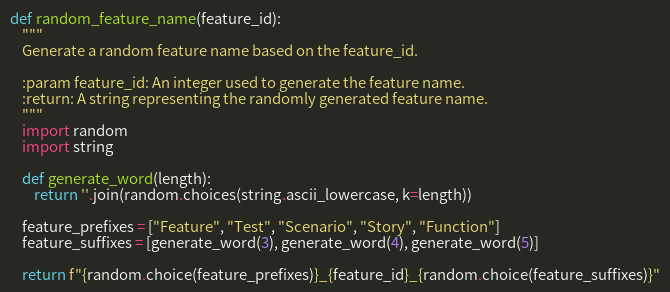 def random_feature_name(feature_id):
    """
    Generate a random feature name based on the feature_id.

    :param feature_id: An integer used to generate the feature name.
    :return: A string representing the randomly generated feature name.
    """
    import random
    import string

    def generate_word(length):
        return ''.join(random.choices(string.ascii_lowercase, k=length))

    feature_prefixes = ["Feature", "Test", "Scenario", "Story", "Function"]
    feature_suffixes = [generate_word(3), generate_word(4), generate_word(5)]

    return f"{random.choice(feature_prefixes)}_{feature_id}_{random.choice(feature_suffixes)}"